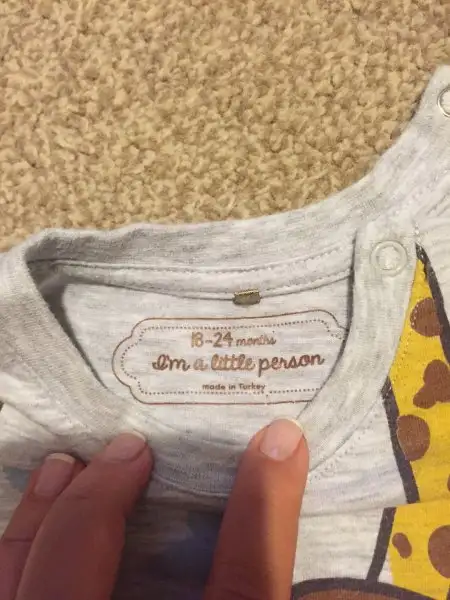 18-24 months
I'm a little person
made in Turkey